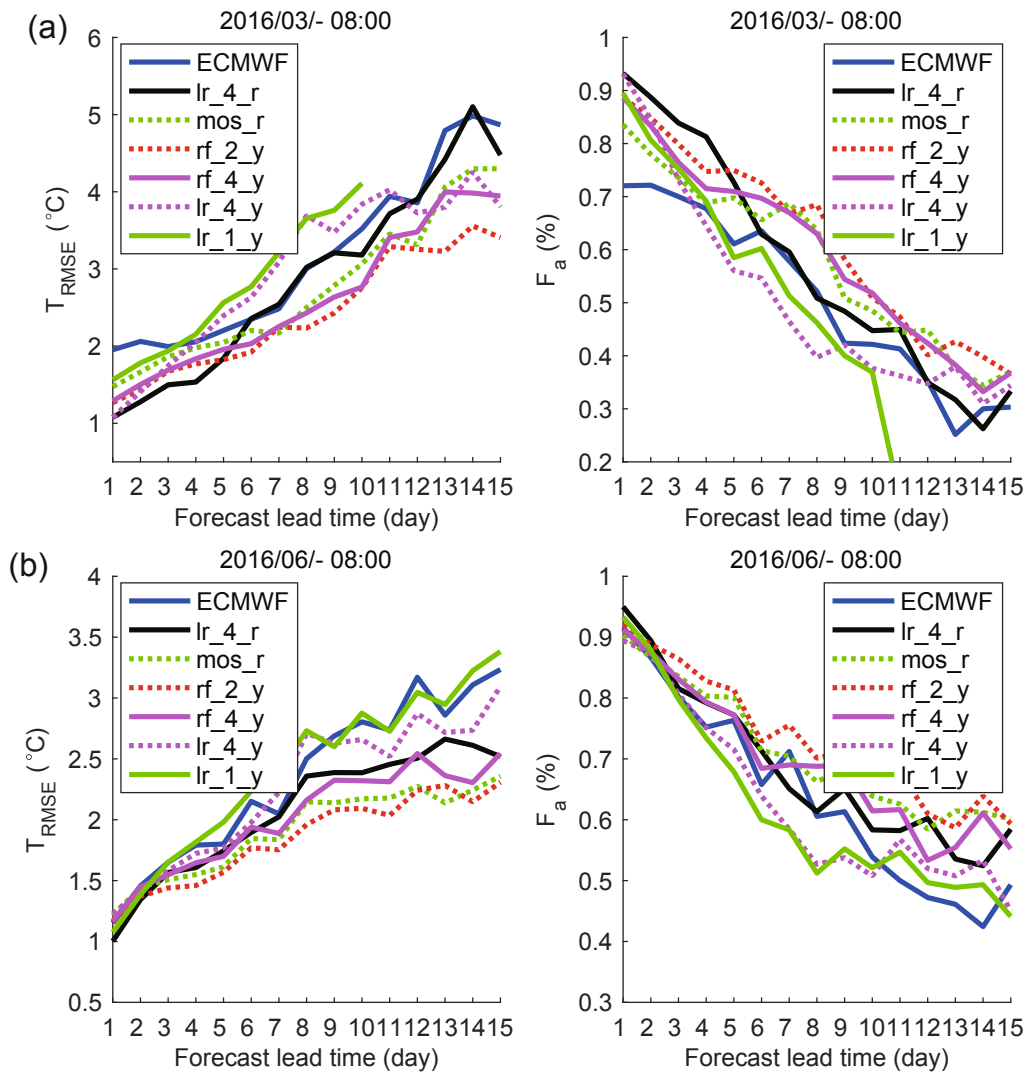 (a)
2016/03/- 08:00
6
5
4
3
2
1
T_RMSE (°C)
ECMWF
lr_4_r
mos_r
rf_2_y
rf_4_y
lr_4_y
lr_1_y
1 2 3 4 5 6 7 8 9 10 11 12 13 14 15
Forecast lead time (day)
2016/03/- 08:00
1
0.9
0.8
0.7
0.6
0.5
0.4
0.3
0.2
F_a (%)
ECMWF
lr_4_r
mos_r
rf_2_y
rf_4_y
lr_4_y
lr_1_y
1 2 3 4 5 6 7 8 9 10 11 12 13 14 15
Forecast lead time (day)
(b)
2016/06/- 08:00
4
3.5
3
2.5
2
1.5
1
0.5
T_RMSE (°C)
ECMWF
lr_4_r
mos_r
rf_2_y
rf_4_y
lr_4_y
lr_1_y
1 2 3 4 5 6 7 8 9 10 11 12 13 14 15
Forecast lead time (day)
2016/06/- 08:00
1
0.9
0.8
0.7
0.6
0.5
0.4
0.3
F_a (%)
ECMWF
lr_4_r
mos_r
rf_2_y
rf_4_y
lr_4_y
lr_1_y
1 2 3 4 5 6 7 8 9 10 11 12 13 14 15
Forecast lead time (day)